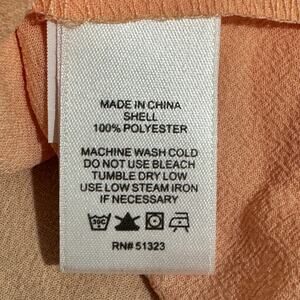 MADE IN CHINA
SHELL
100% POLYESTER
MACHINE WASH COLD
DO NOT USE BLEACH
TUMBLE DRY LOW
USE LOW STEAM IRON
IF NECESSARY
RN# 51323